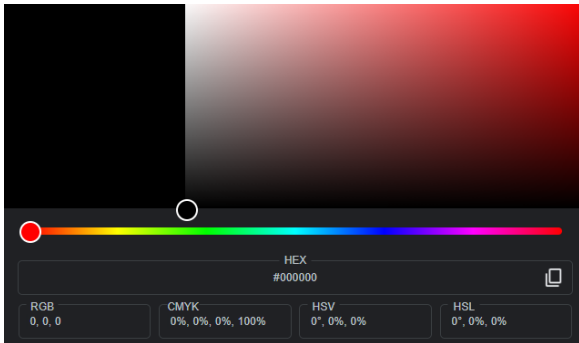 HEX
#000000
RGB
0, 0, 0
CMYK
0%, 0%, 0%, 100%
HSV
0°, 0%, 0%
HSL
0°, 0%, 0%